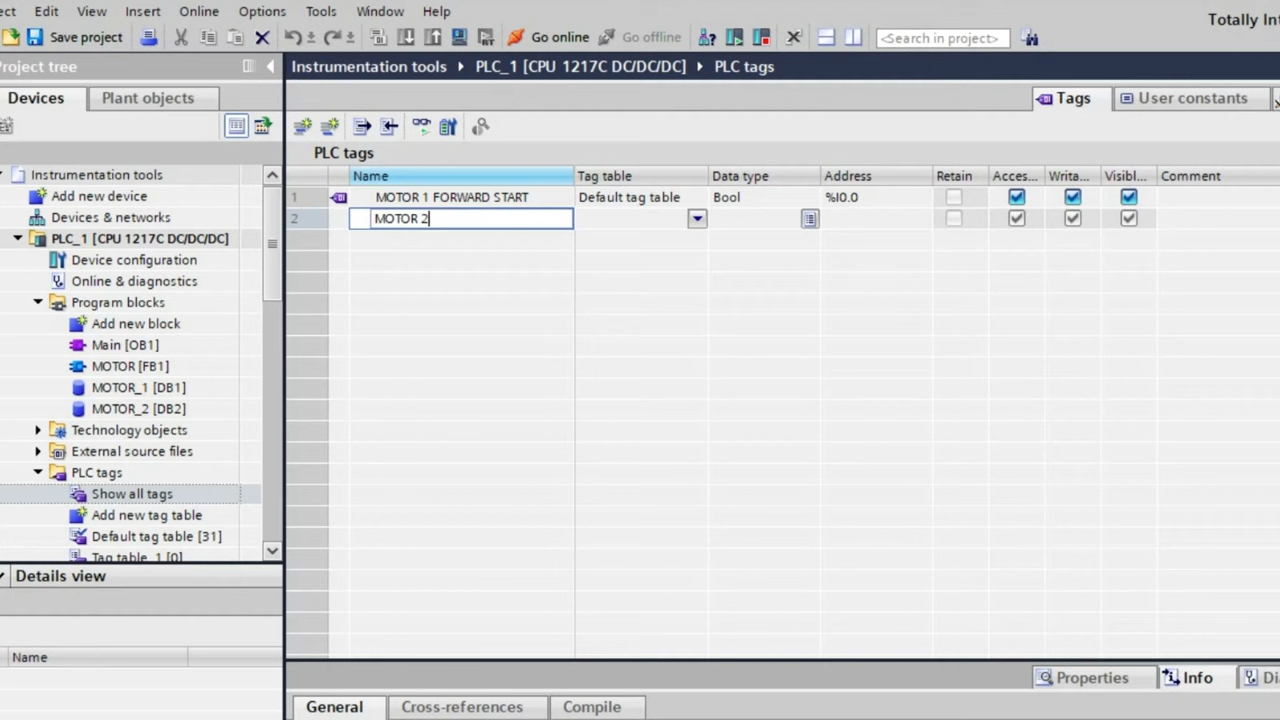 ect Edit View Insert Online Options Tools Window Help
Totally Int
Save project Go online Go offline <Search in project>
Project tree
Instrumentation tools PLC_1 [CPU 1217C DC/DC/DC] PLC tags
Devices Plant objects
Tags User constants
PLC tags
Name Tag table Data type Address Retain Acces... Writa... Visibl... Comment
1 MOTOR 1 FORWARD START Default tag table Bool %I0.0
2 MOTOR 2
Instrumentation tools
Add new device
Devices & networks
PLC_1 [CPU 1217C DC/DC/DC]
Device configuration
Online & diagnostics
Program blocks
Add new block
Main [OB1]
MOTOR [FB1]
MOTOR_1 [DB1]
MOTOR_2 [DB2]
Technology objects
External source files
PLC tags
Show all tags
Add new tag table
Default tag table [31]
Tag table_1 [0]
Details view
Name
Properties Info Di
General Cross-references Compile